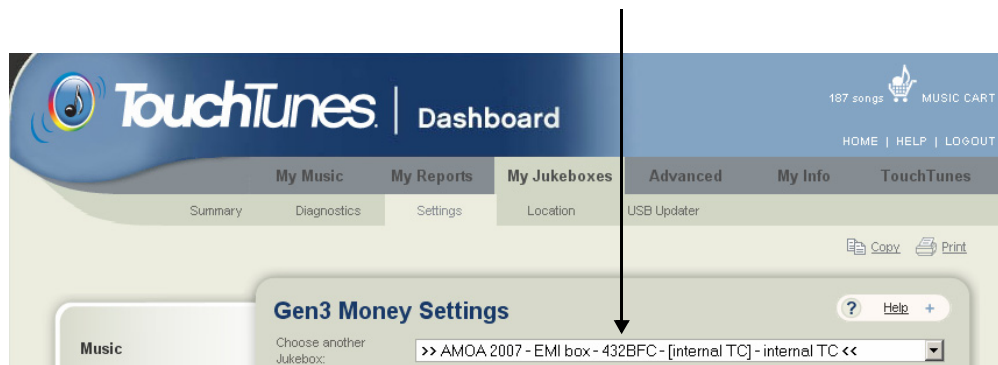 TouchTunes. | Dashboard
187 songs MUSIC CART
HOME | HELP | LOGOUT
My Music My Reports My Jukeboxes Advanced My Info TouchTunes
Summary Diagnostics Settings Location USB Updater
Copy Print
Gen3 Money Settings
? Help +
Music
Choose another
Jukebox:
>> AMOA 2007 - EMI box - 432BFC - [internal TC] - internal TC <<